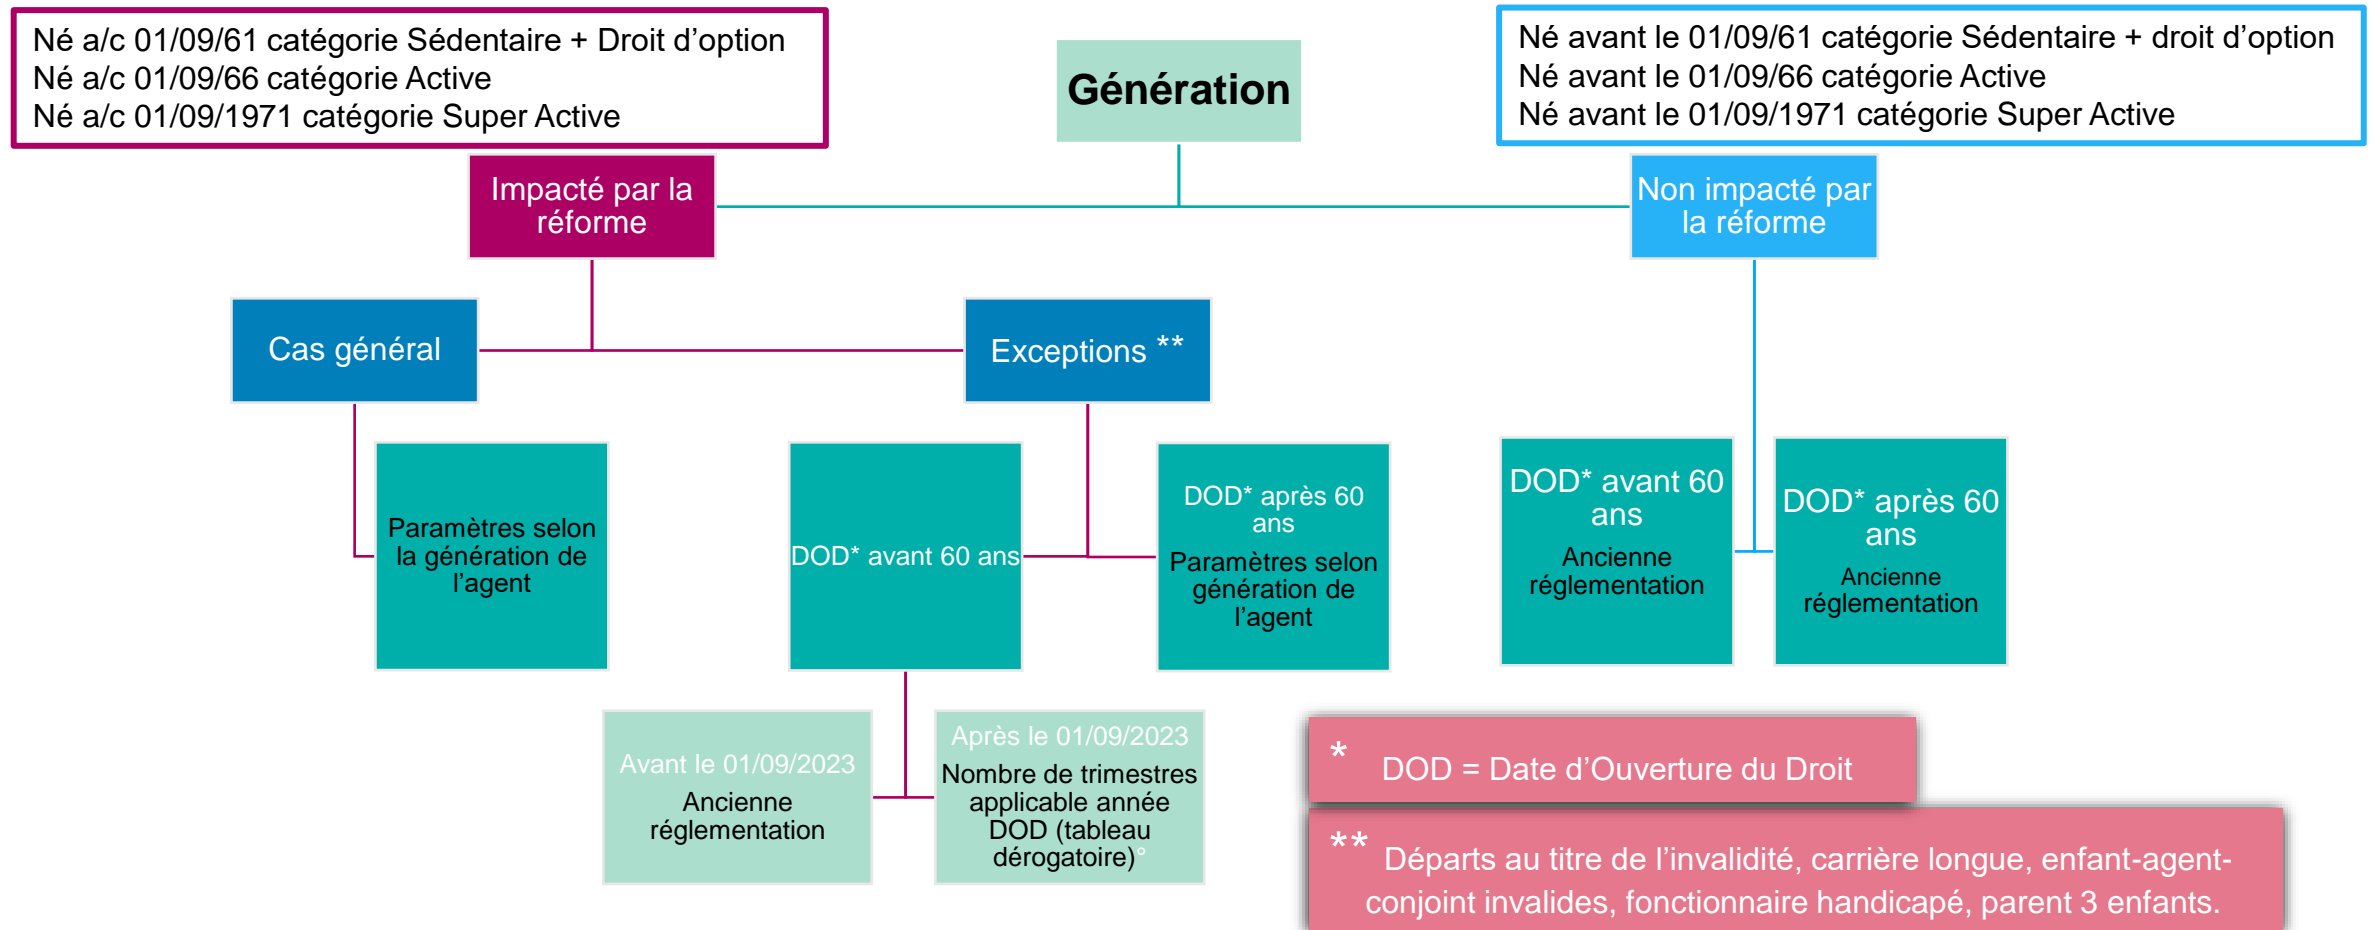 Né a/c 01/09/61 catégorie Sédentaire + Droit d’option
Né a/c 01/09/66 catégorie Active
Né a/c 01/09/1971 catégorie Super Active
Génération
Né avant le 01/09/61 catégorie Sédentaire + droit d’option
Né avant le 01/09/66 catégorie Active
Né avant le 01/09/1971 catégorie Super Active
Impacté par la
réforme
Non impacté par
la réforme
Cas général
Exceptions **
Paramètres selon
la génération de
l’agent
DOD* avant 60 ans
DOD* après 60
ans
Paramètres selon
génération de
l’agent
DOD* avant 60
ans
Ancienne
réglementation
DOD* après 60
ans
Ancienne
réglementation
Avant le 01/09/2023
Ancienne
réglementation
Après le 01/09/2023
Nombre de trimestres
applicable année
DOD (tableau
dérogatoire)°
* DOD = Date d’Ouverture du Droit
** Départs au titre de l’invalidité, carrière longue, enfant-agent-
conjoint invalides, fonctionnaire handicapé, parent 3 enfants.